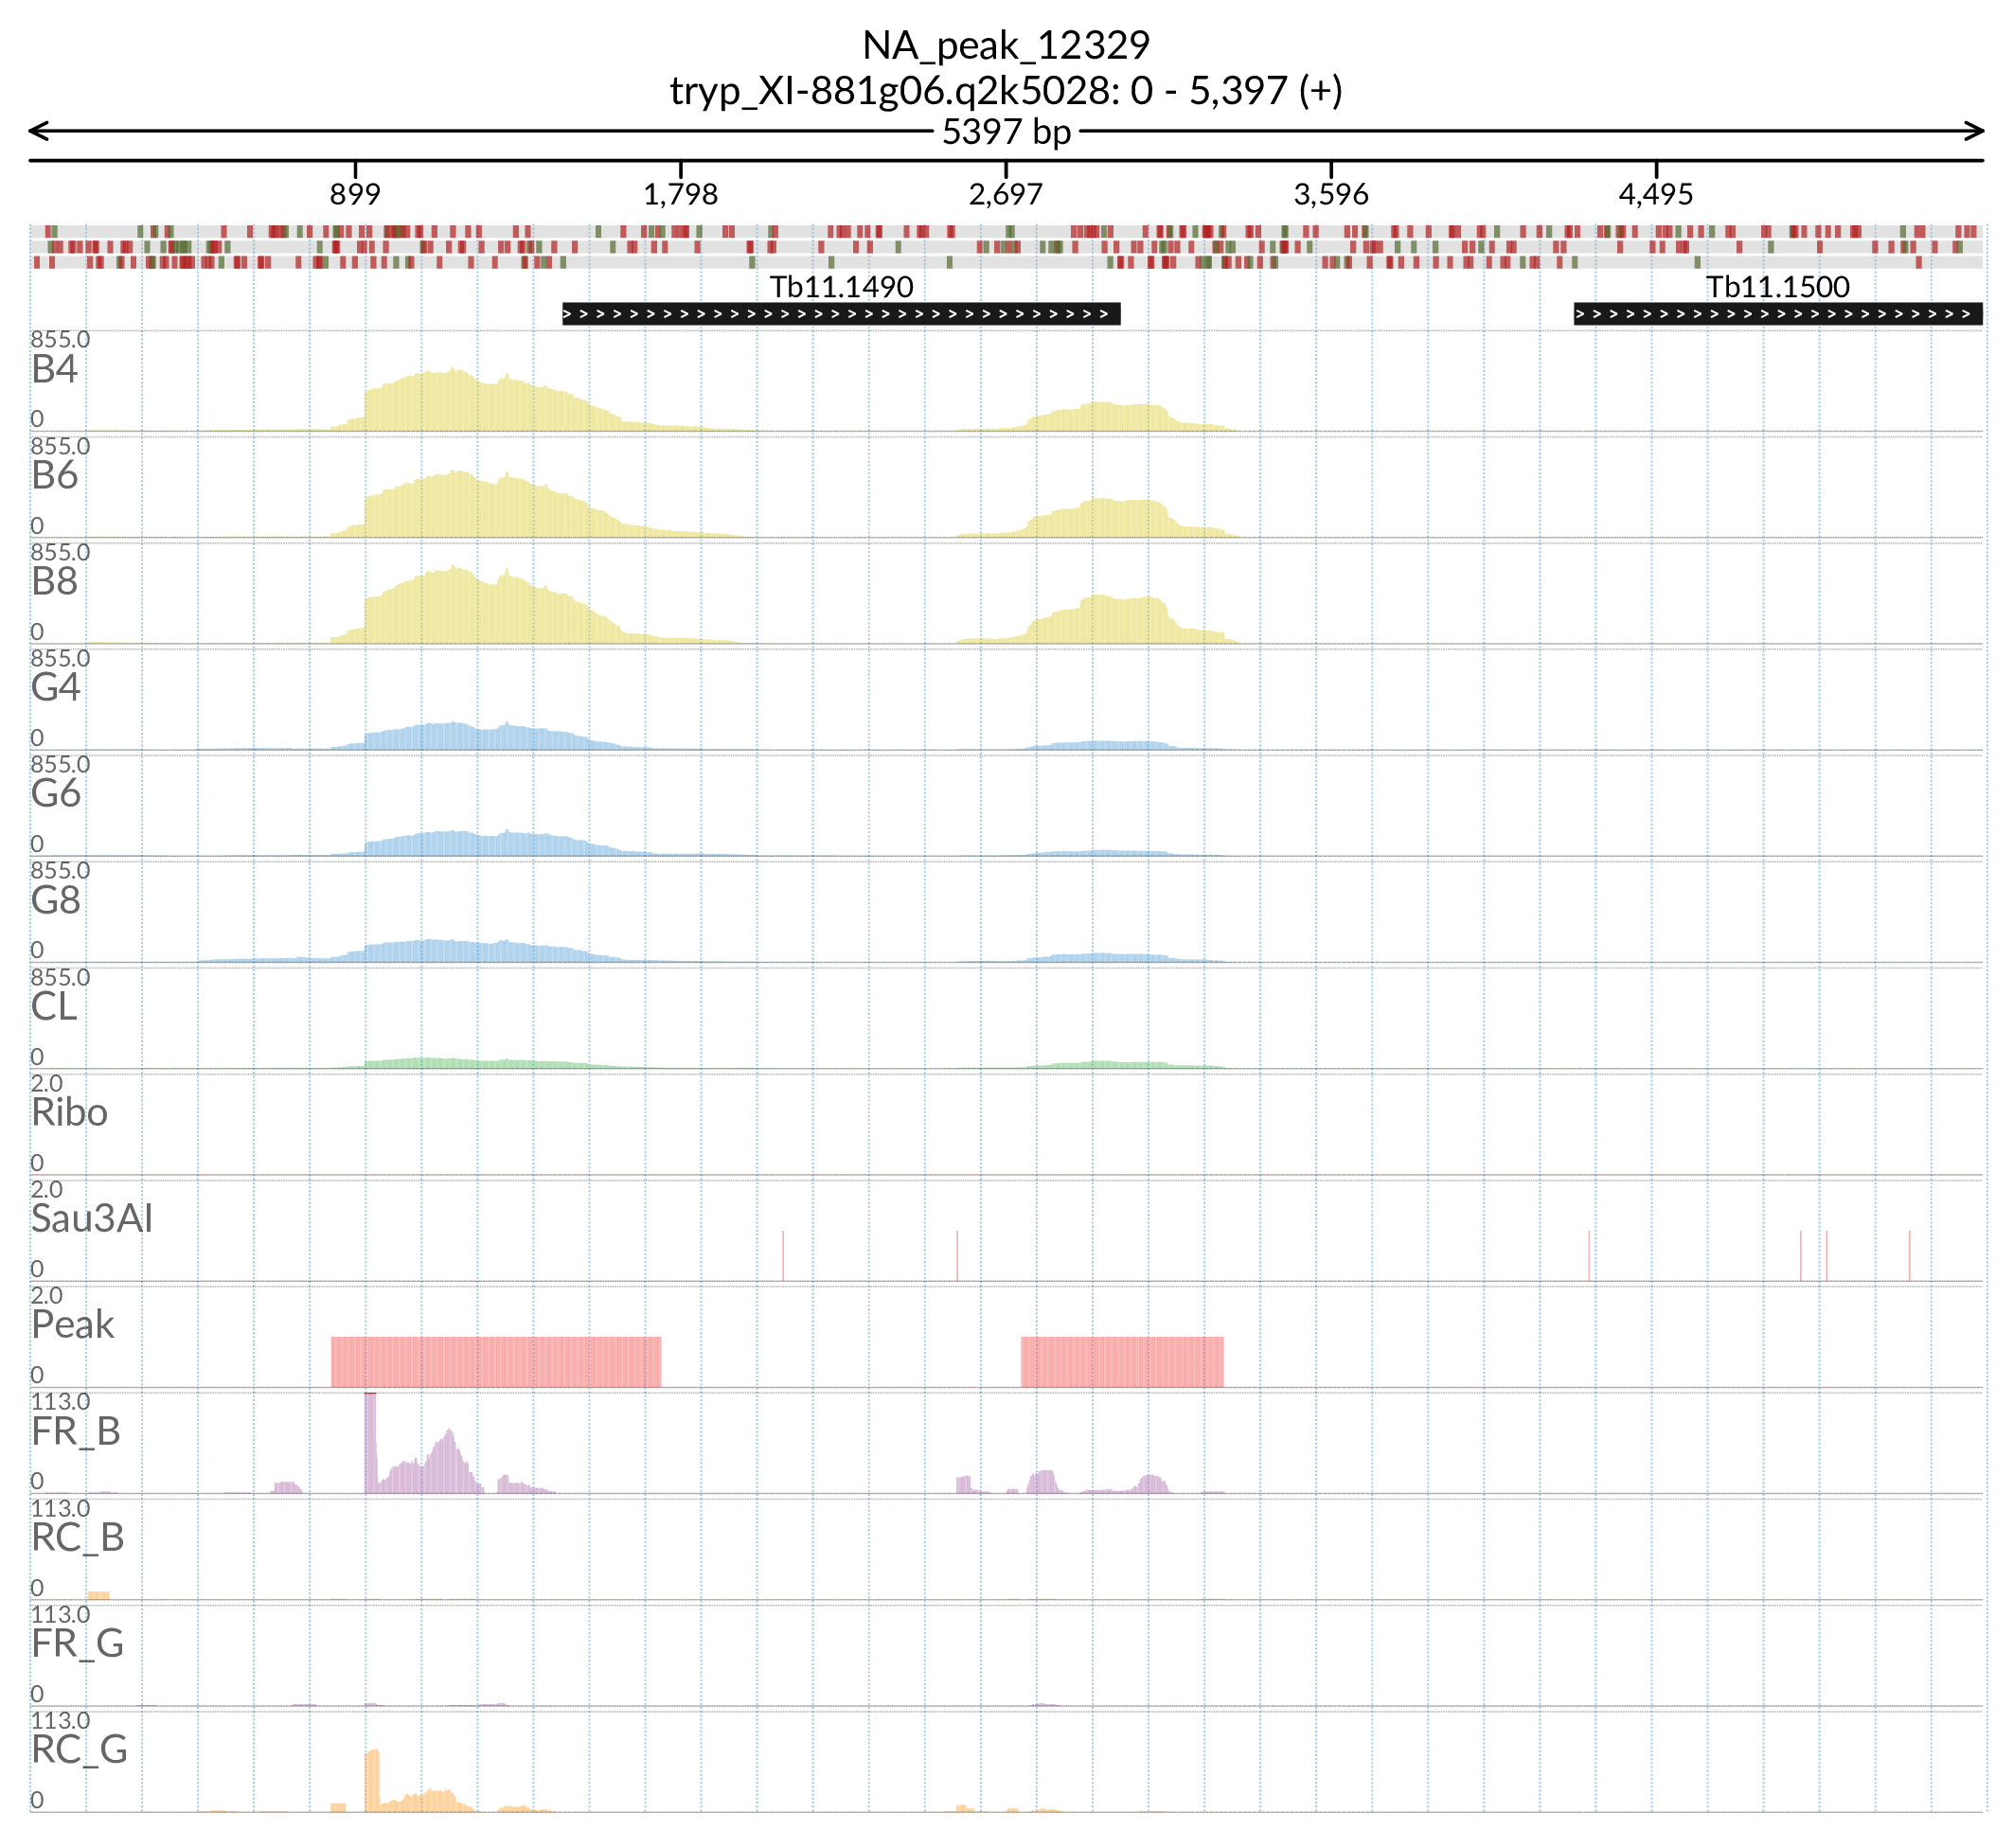 NA_peak_12329
tryp_XI-881g06.q2k5028: 0 - 5,397 (+)
5397 bp
899 1,798 2,697 3,596 4,495
Tb11.1490 Tb11.1500
855.0
B4
0
855.0
B6
0
855.0
B8
0
855.0
G4
0
855.0
G6
0
855.0
G8
0
855.0
CL
0
2.0
Ribo
0
2.0
Sau3AI
0
2.0
Peak
0
113.0
FR_B
0
113.0
RC_B
0
113.0
FR_G
0
113.0
RC_G
0